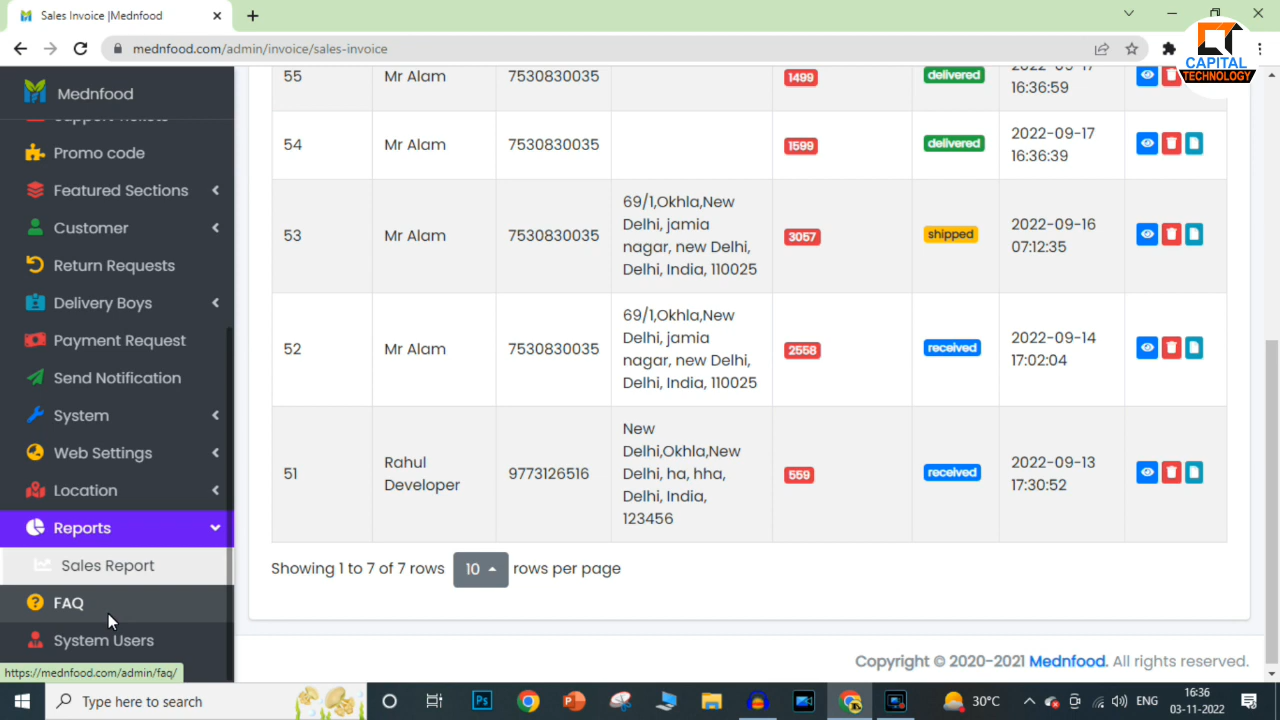 Sales Invoice |Mednfood
mednfood.com/admin/invoice/sales-invoice
CAPITAL
TECHNOLOGY
Mednfood
Support Tickets
Promo code
Featured Sections
Customer
Return Requests
Delivery Boys
Payment Request
Send Notification
System
Web Settings
Location
Reports
Sales Report
FAQ
System Users
https://mednfood.com/admin/faq/
55 Mr Alam 7530830035 1499 delivered 2022-09-17
16:36:59
54 Mr Alam 7530830035 1599 delivered 2022-09-17
16:36:39
53 Mr Alam 7530830035 69/1,Okhla,New
Delhi, jamia
nagar, new Delhi,
Delhi, India, 110025
3057 shipped 2022-09-16
07:12:35
52 Mr Alam 7530830035 69/1,Okhla,New
Delhi, jamia
nagar, new Delhi,
Delhi, India, 110025
2558 received 2022-09-14
17:02:04
51 Rahul
Developer
9773126516 New
Delhi,Okhla,New
Delhi, ha, hha,
Delhi, India,
123456
559 received 2022-09-13
17:30:52
Showing 1 to 7 of 7 rows 10 rows per page
Copyright © 2020-2021 Mednfood. All rights reserved.
Type here to search
Ps
30°C
ENG
16:36
03-11-2022